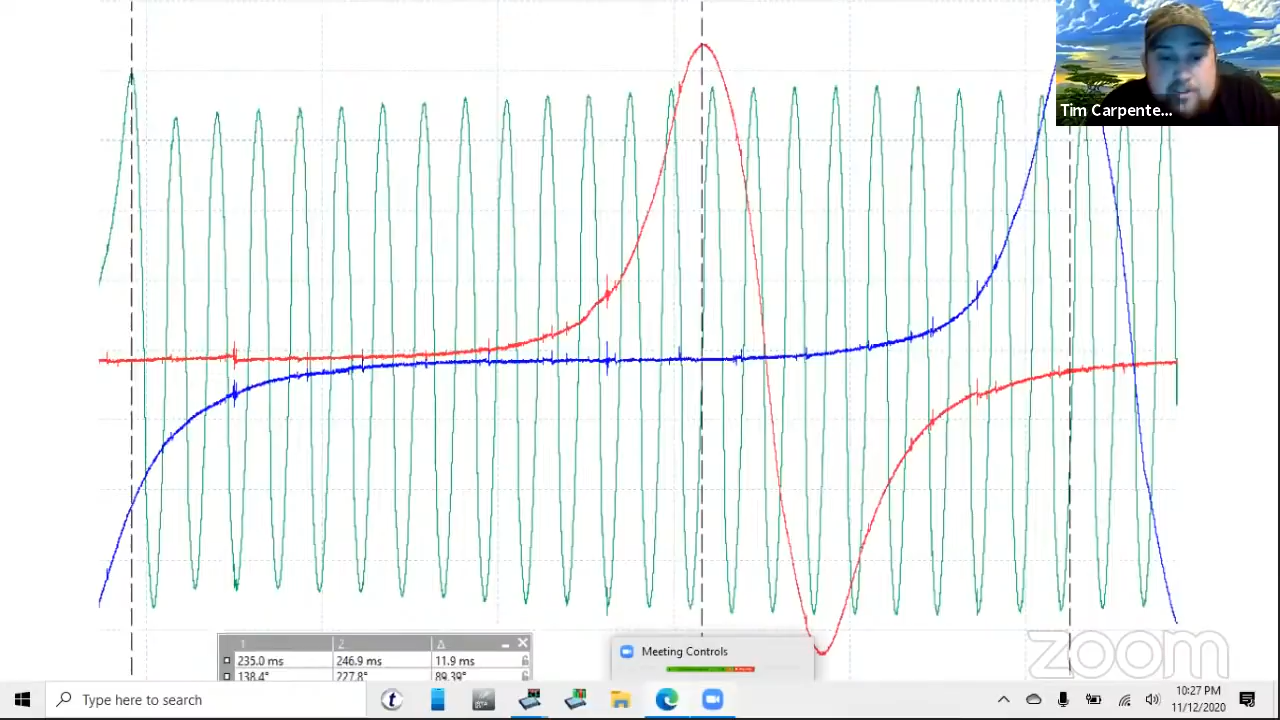 Tim Carpente...
1 2 Δ
235.0 ms 246.9 ms 11.9 ms
138.4° 227.8° 89.39°
Meeting Controls
zoom
Type here to search
10:27 PM
11/12/2020